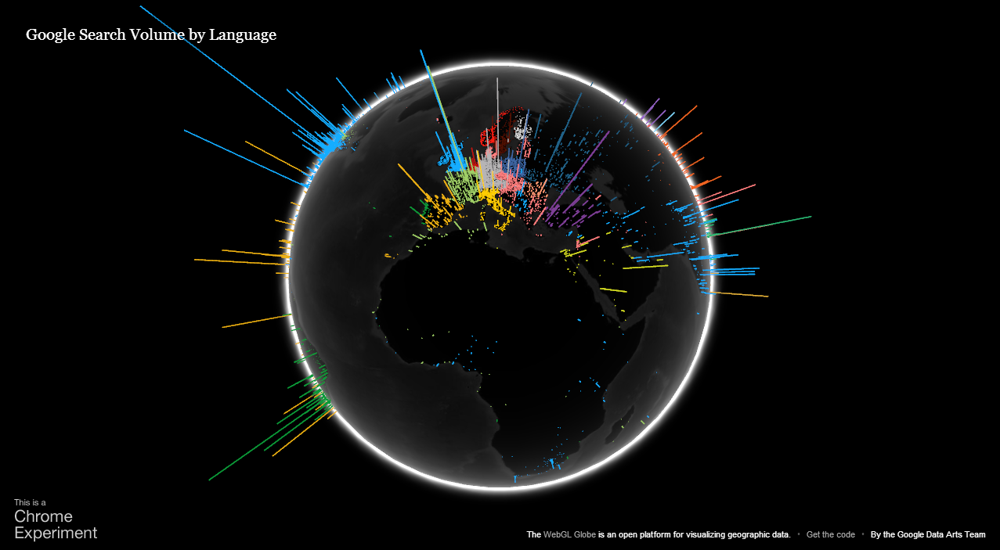 Google Search Volume by Language
This is a
Chrome
Experiment
The WebGL Globe is an open platform for visualizing geographic data. • Get the code • By the Google Data Arts Team